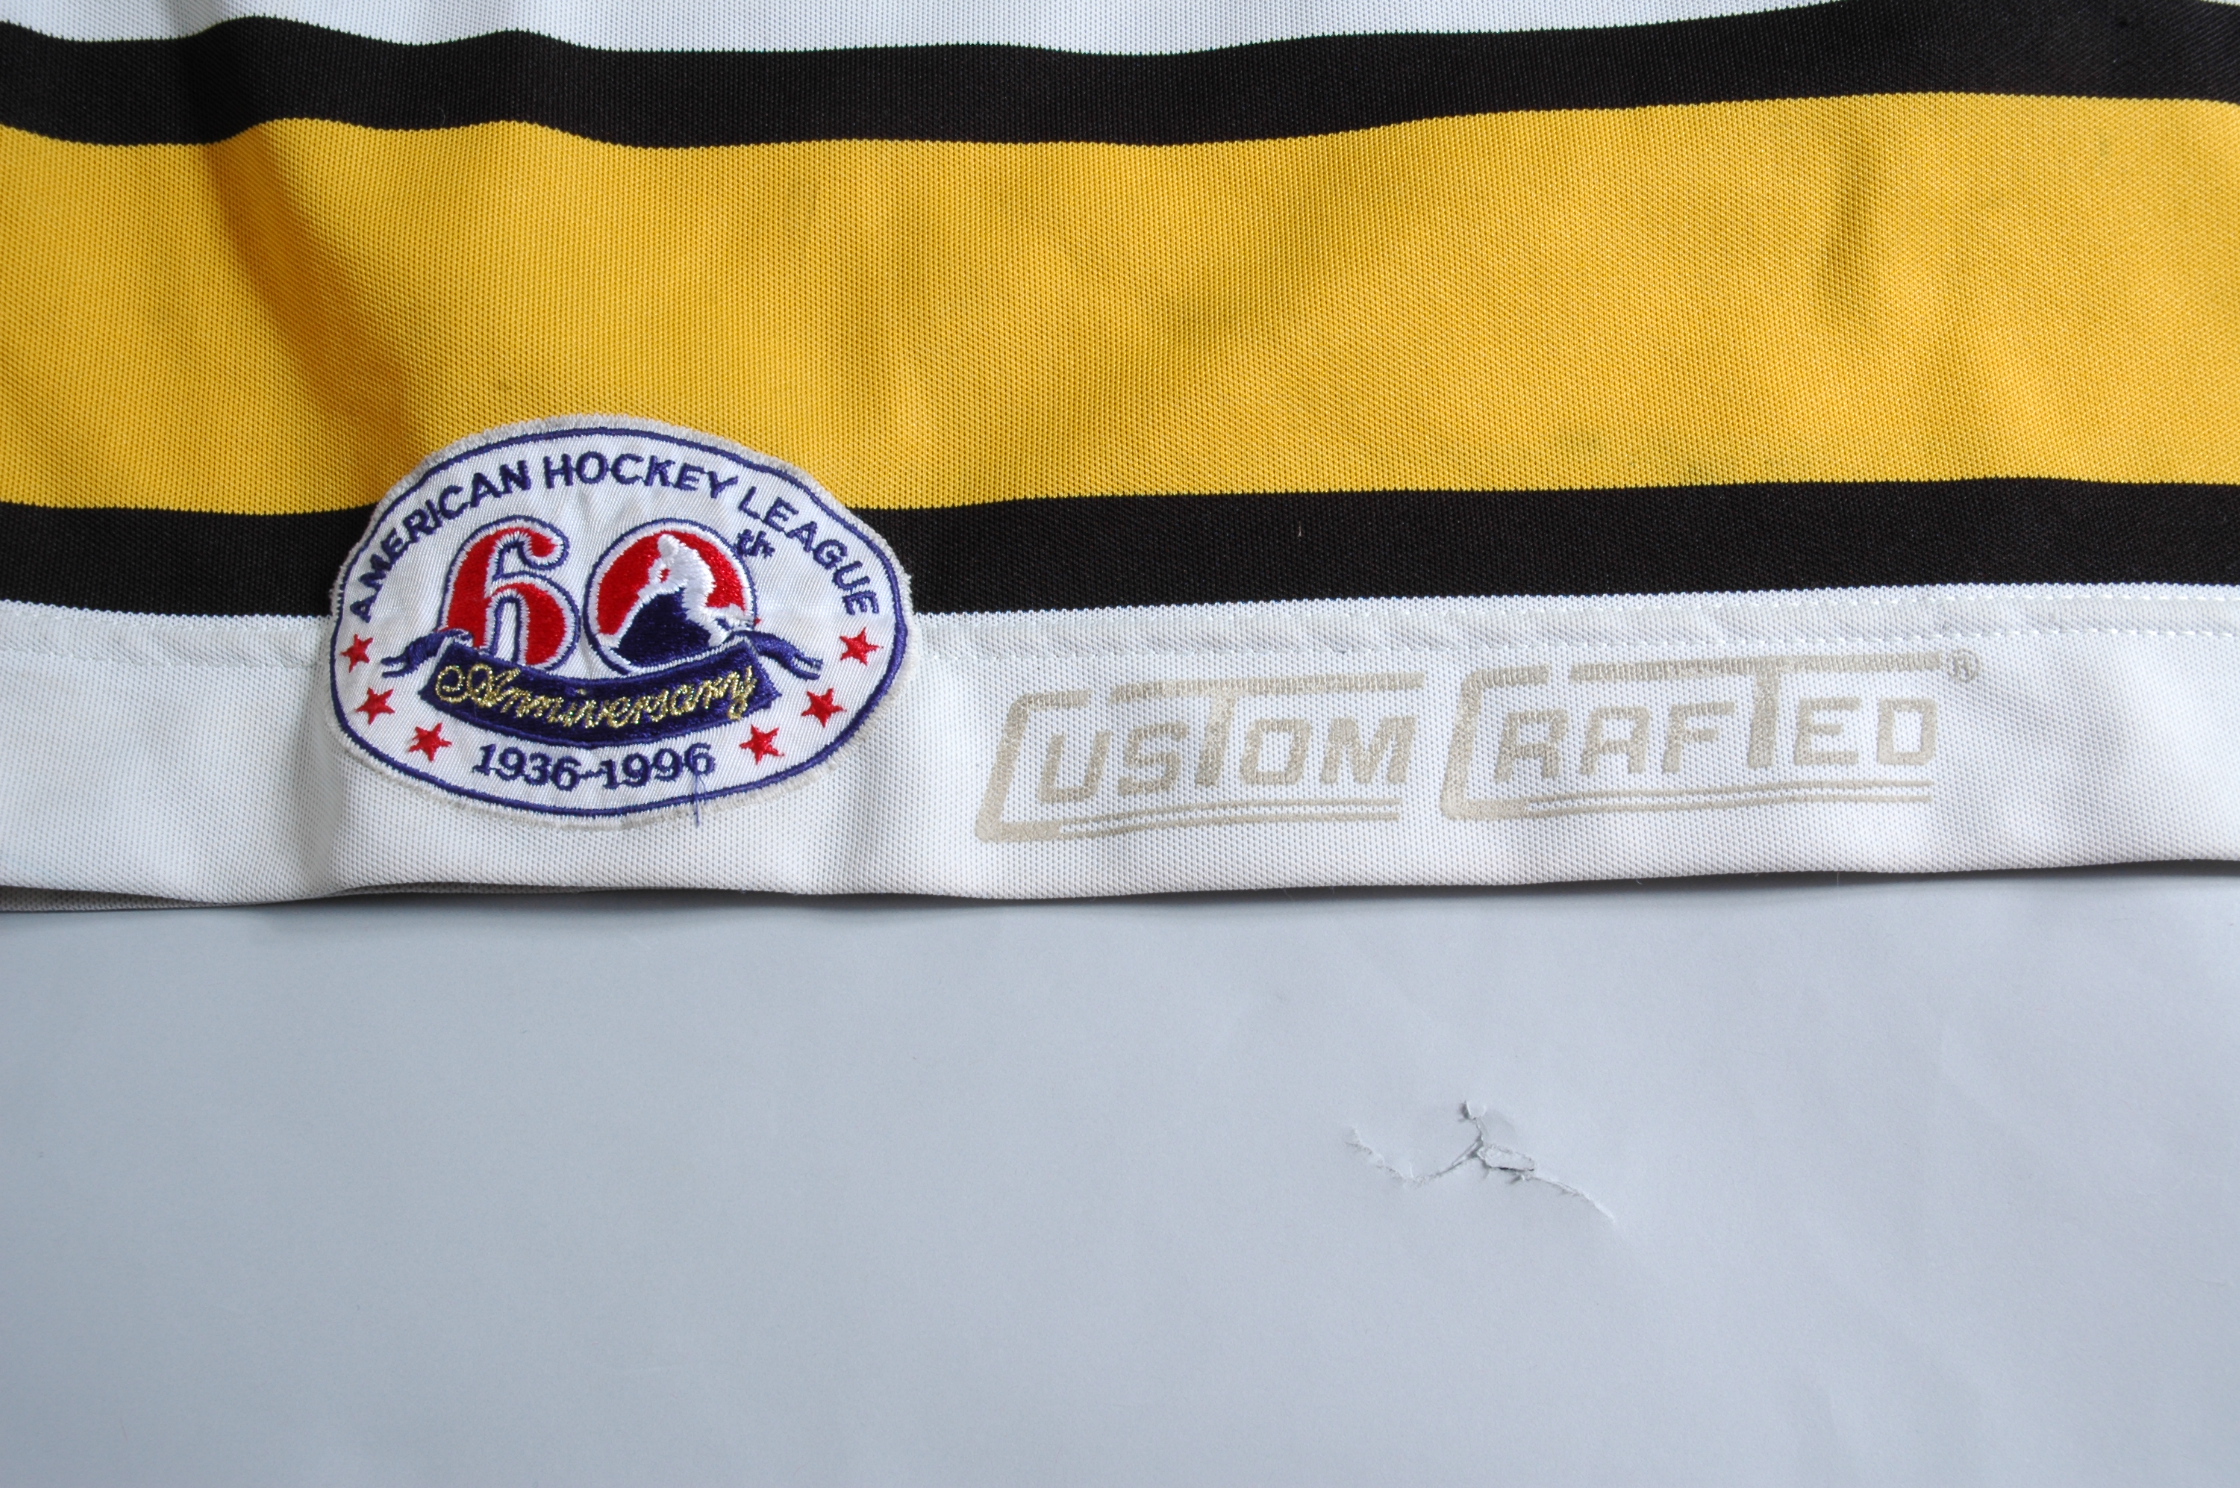 AMERICAN HOCKEY LEAGUE
60th
Anniversary
1936-1996
CUSTOM CRAFTED®